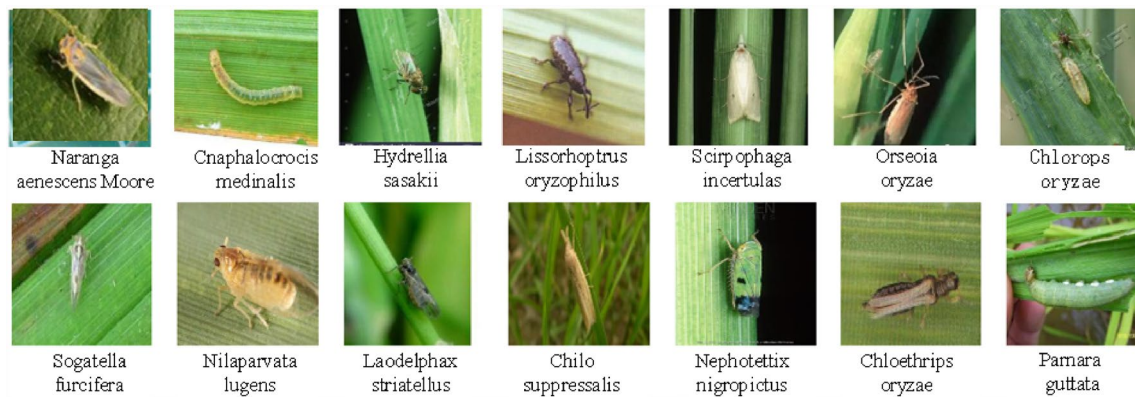 Naranga
aenescens Moore
Cnaphalocrocis
medinalis
Hydrellia
sasakii
Lissorhoptrus
oryzophilus
Scirpophaga
incertulas
Orseoia
oryzae
Chlorops
oryzae
Sogatella
furcifera
Nilaparvata
lugens
Laodelphax
striatellus
Chilo
suppressalis
Nephotettix
nigropictus
Chloethrips
oryzae
Parnara
guttata